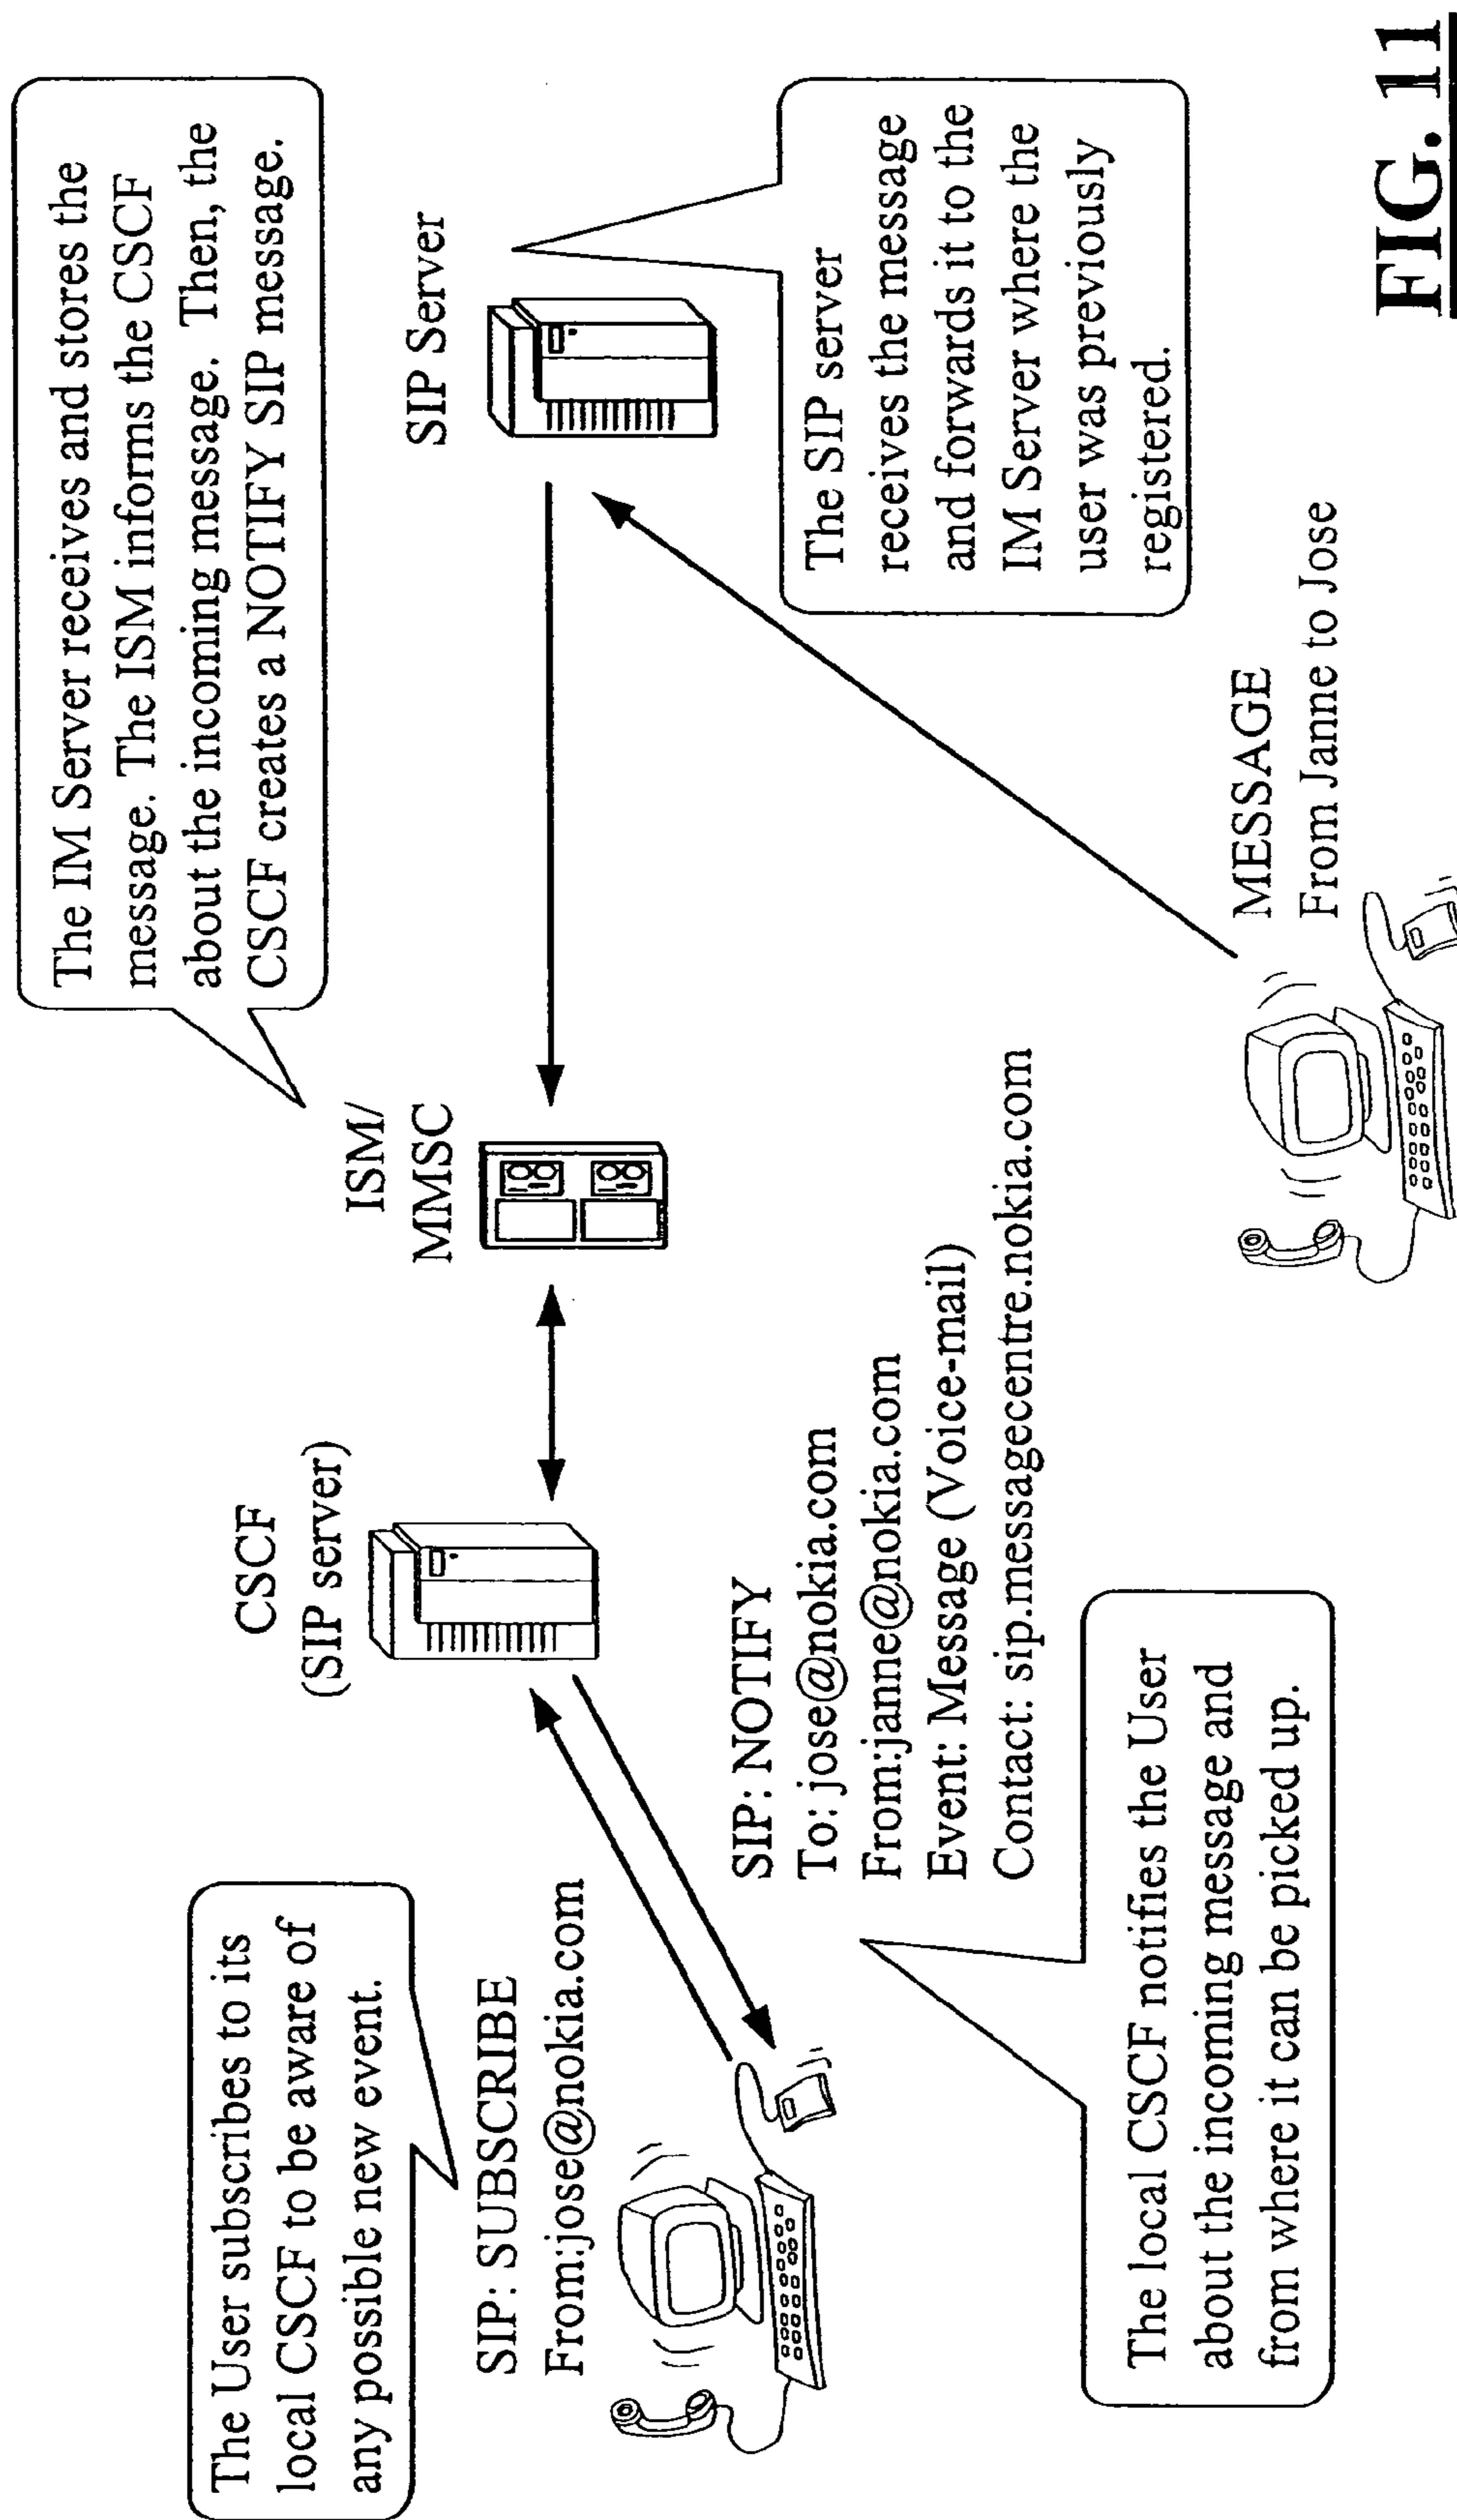 The User subscribes to its
local CSCF to be aware of
any possible new event.
SIP: SUBSCRIBE
From:jose@nokia.com
CSCF
(SIP server)
ISM/
MMSC
The IM Server receives and stores the
message. The ISM informs the CSCF
about the incoming message. Then, the
CSCF creates a NOTIFY SIP message.
SIP Server
The SIP server
receives the message
and forwards it to the
IM Server where the
user was previously
registered.
SIP: NOTIFY
To: jose@nokia.com
From:janne@nokia.com
Event: Message (Voice-mail)
Contact: sip.messagecentre.nokia.com
The local CSCF notifies the User
about the incoming message and
from where it can be picked up.
MESSAGE
From Janne to Jose
FIG. 11